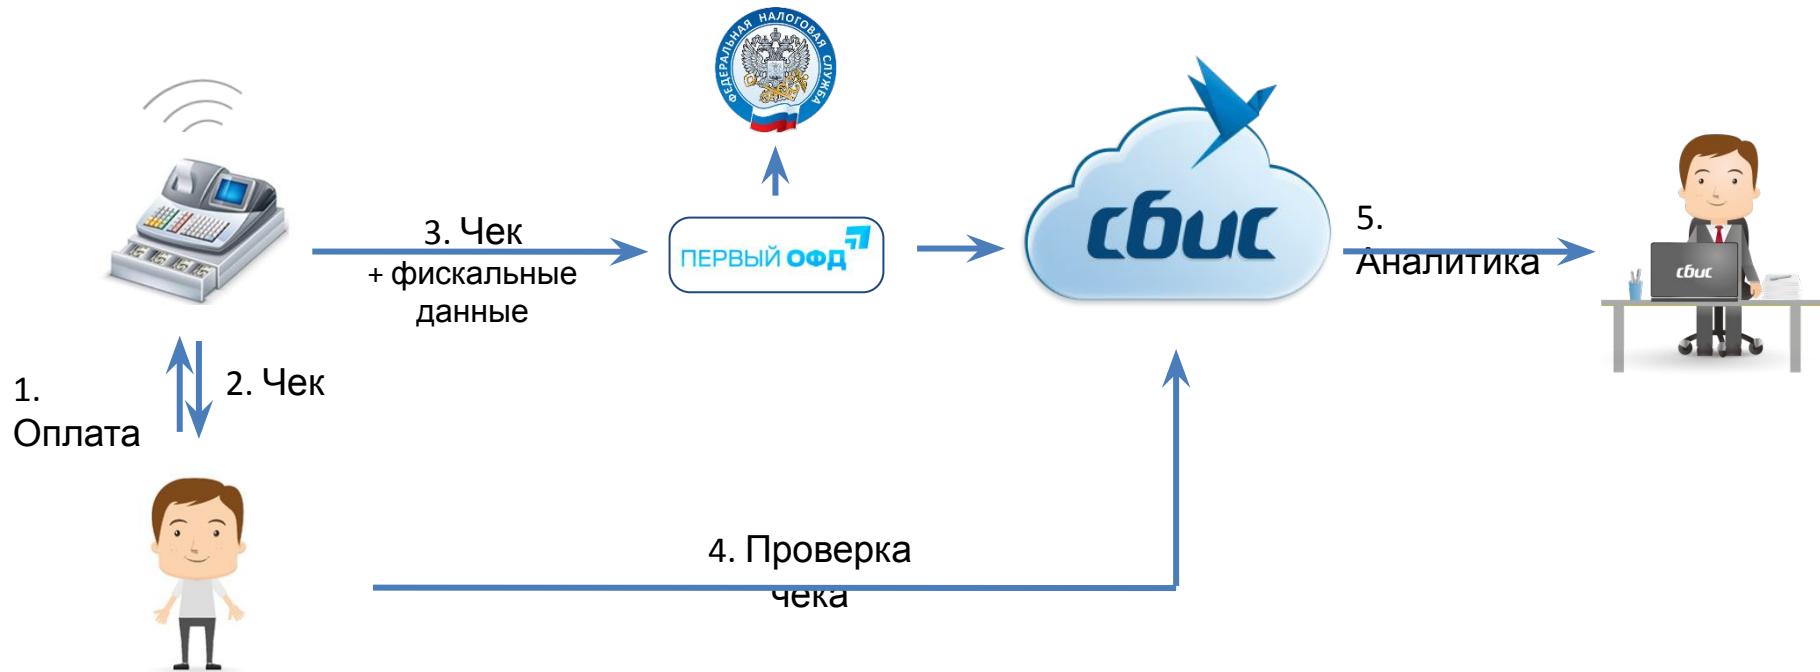 ФЕДЕРАЛЬНАЯ НАЛОГОВАЯ СЛУЖБА
3. Чек
+ фискальные
данные
ПЕРВЫЙ ОФД
сбис
5.
Аналитика
сбис
1.
Оплата
2. Чек
4. Проверка
чека